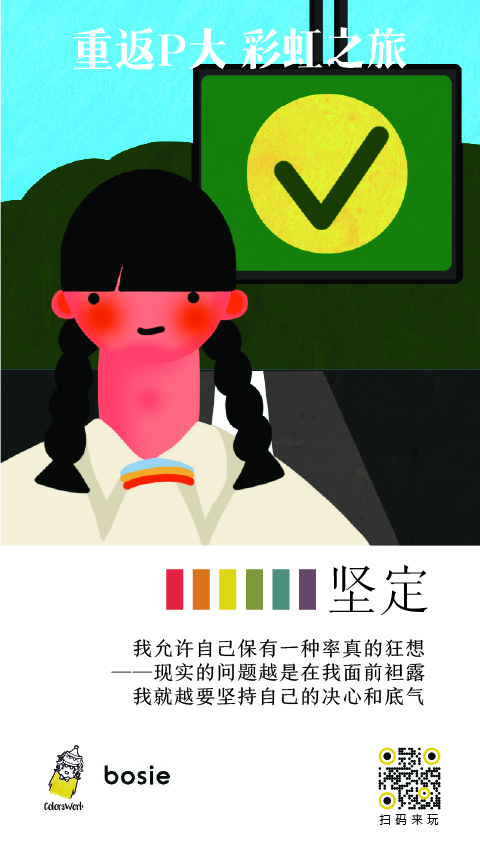 重返P大 彩虹之旅
坚定
我允许自己保有一种率真的狂想
——现实的问题越是在我面前袒露
我就越要坚持自己的决心和底气
ColorsWorld
bosie
扫码来玩